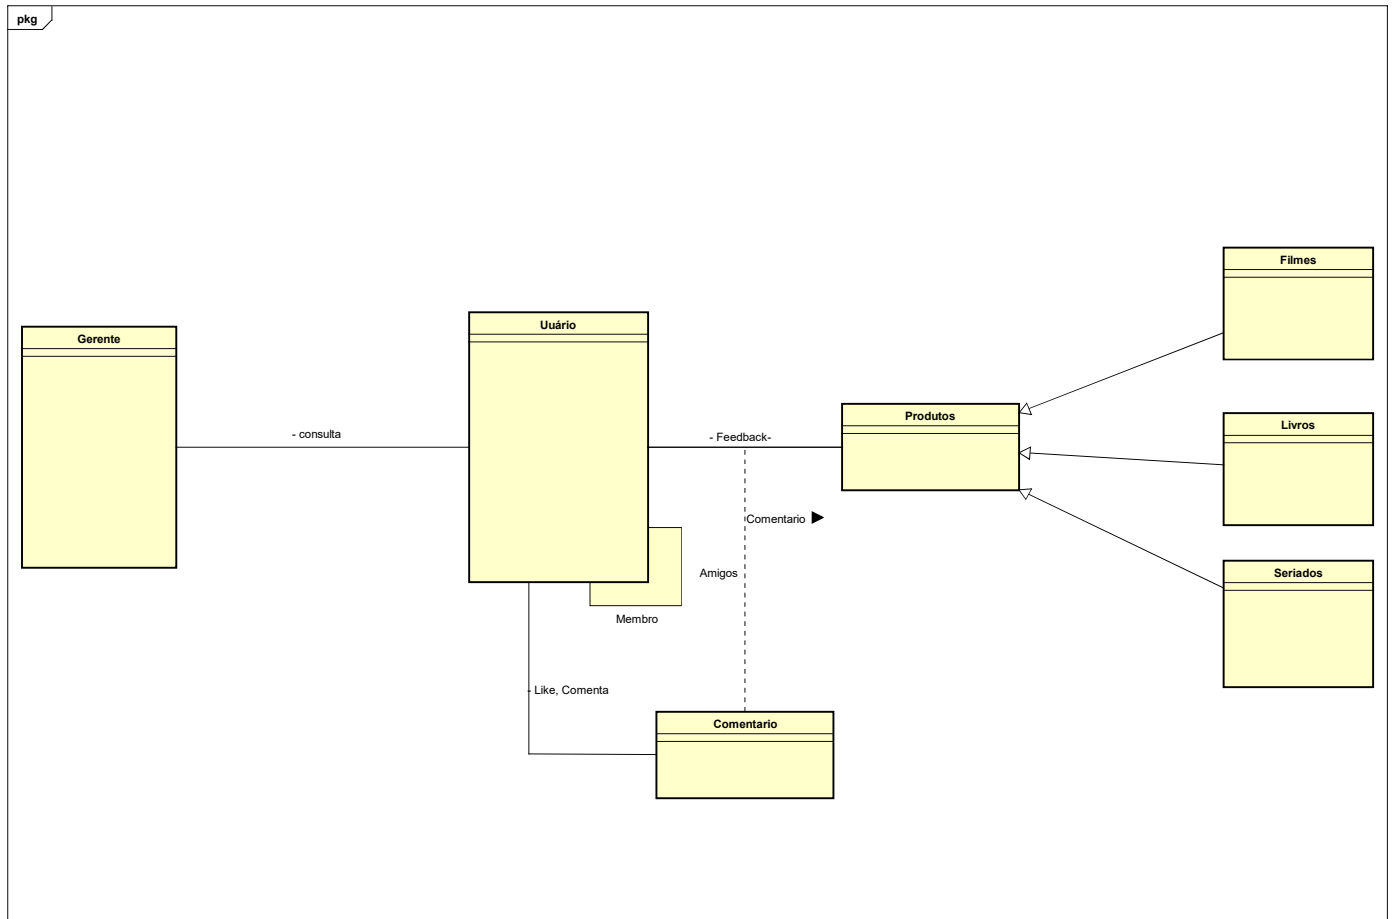 pkg
Filmes
Uuário
Gerente
Produtos
Livros
- consulta
- Feedback-
Comentario ▶
Amigos
Seriados
Membro
- Like, Comenta
Comentario